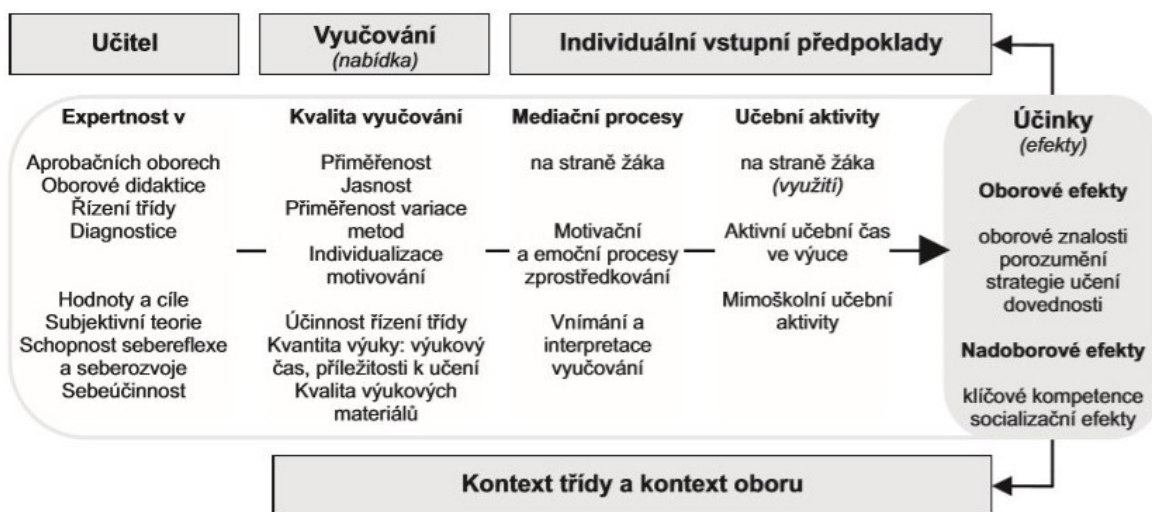 Učitel
Vyučování
(nabídka)
Individuální vstupní předpoklady
Expertnost v
Aprobačních oborech
Oborové didaktice
Řízení třídy
Diagnostice
Hodnoty a cíle
Subjektivní teorie
Schopnost sebereflexe
a seberozvoje
Sebeúčinnost
Kvalita vyučování
Přiměřenost
Jasnost
Přiměřenost variace
metod
Individualizace
motivování
Účinnost řízení třídy
Kvantita výuky: výukový
čas, příležitosti k učení
Kvalita výukových
materiálů
Mediační procesy
na straně žáka
Motivační
a emoční procesy
zprostředkování
Vnímání a
interpretace
vyučování
Učební aktivity
na straně žáka
(využití)
Aktivní učební čas
ve výuce
Mimoškolní učební
aktivity
Účinky
(efekty)
Oborové efekty
oborové znalosti
porozumění
strategie učení
dovednosti
Nadoborové efekty
klíčové kompetence
socializační efekty
Kontext třídy a kontext oboru